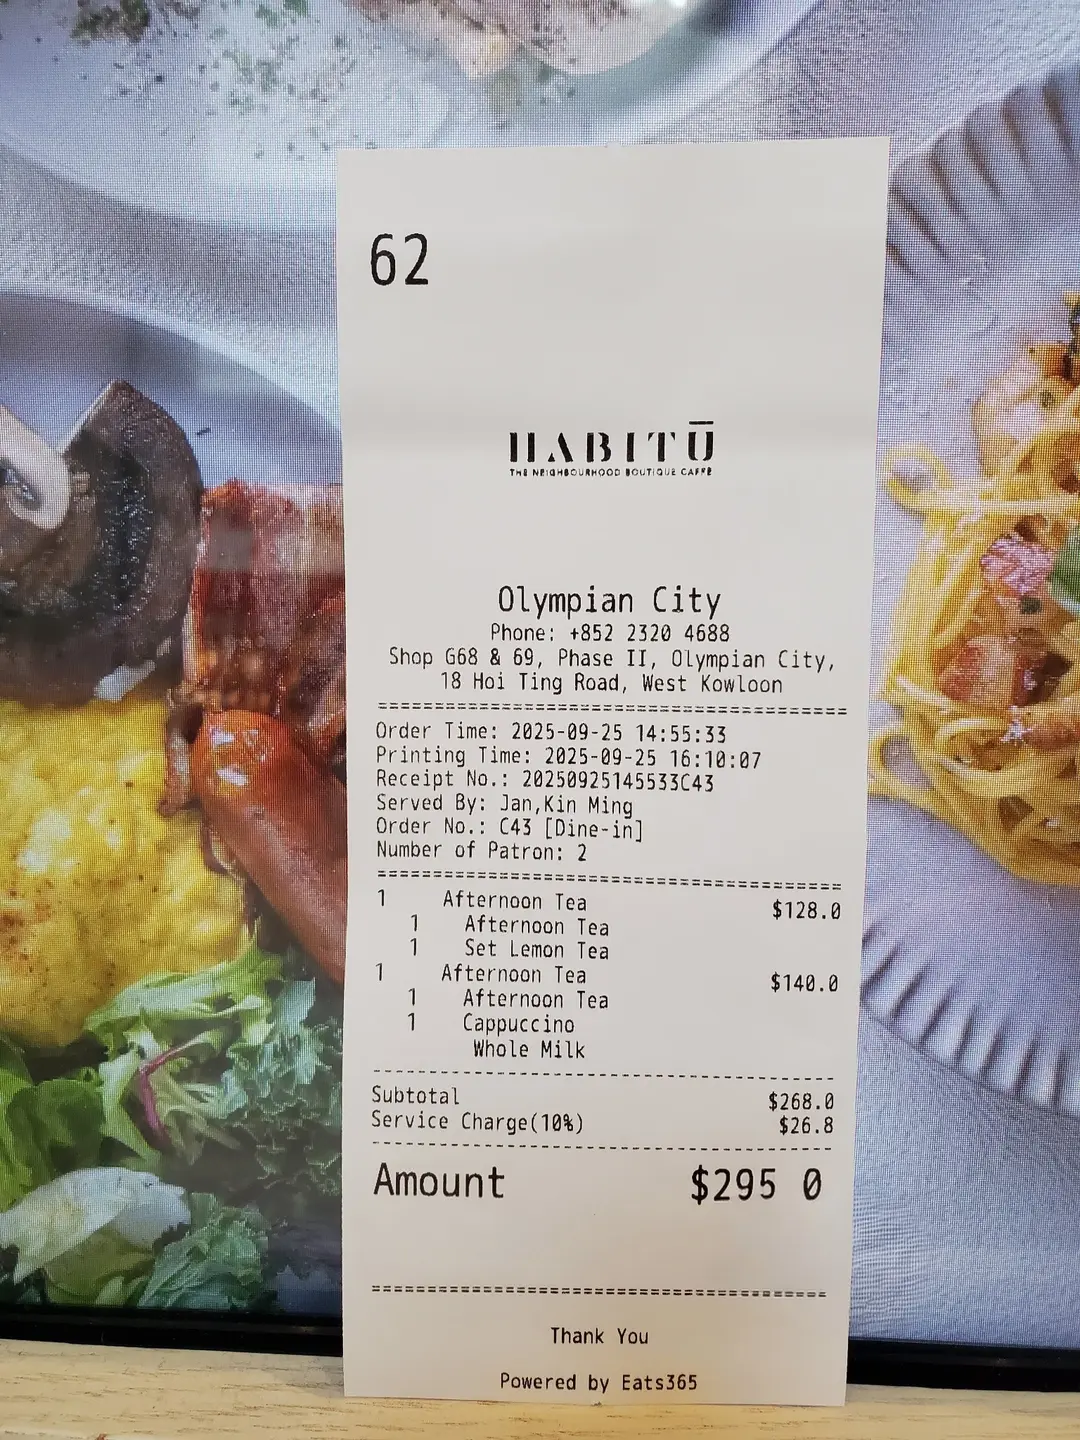 62
HABITŪ
THE NEIGHBOURHOOD BOUTIQUE CAFFÈ
Olympian City
Phone: +852 2320 4688
Shop G68 & 69, Phase II, Olympian City,
18 Hoi Ting Road, West Kowloon
=======================================
Order Time: 2025-09-25 14:55:33
Printing Time: 2025-09-25 16:10:07
Receipt No.: 20250925145533C43
Served By: Jan,Kin Ming
Order No.: C43 [Dine-in]
Number of Patron: 2
=======================================
1 Afternoon Tea $128.0
1 Afternoon Tea
1 Set Lemon Tea
1 Afternoon Tea $140.0
1 Afternoon Tea
1 Cappuccino
Whole Milk
---------------------------------------
Subtotal $268.0
Service Charge(10%) $26.8
---------------------------------------
Amount $295 0
=======================================
Thank You
Powered by Eats365